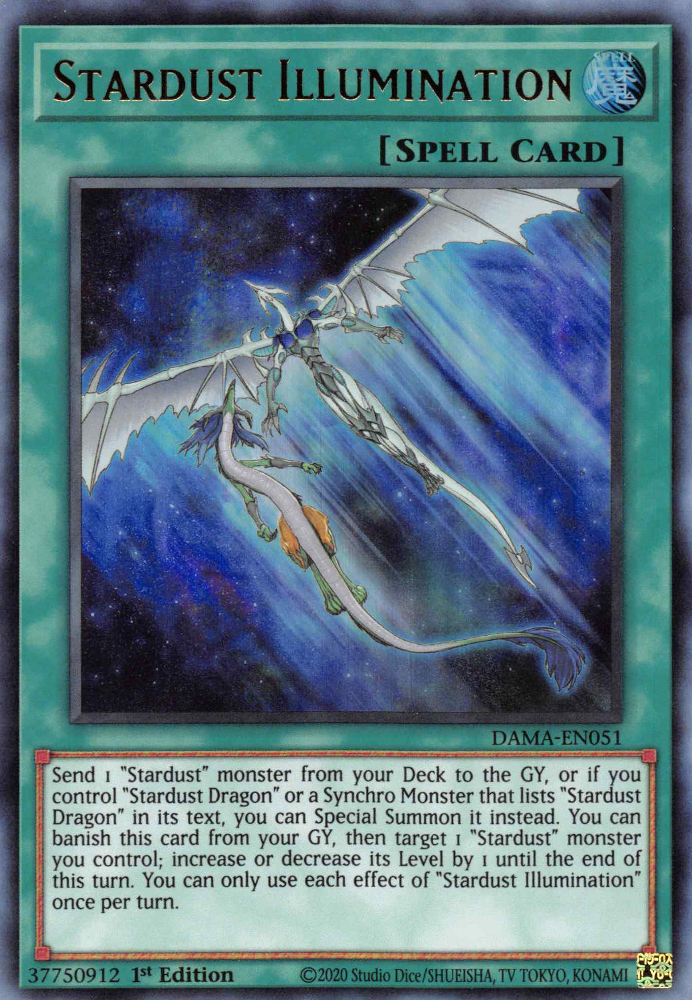 STARDUST ILLUMINATION
SPELL
魔
[SPELL CARD]
DAMA-EN051
Send 1 "Stardust" monster from your Deck to the GY, or if you
control "Stardust Dragon" or a Synchro Monster that lists "Stardust
Dragon" in its text, you can Special Summon it instead. You can
banish this card from your GY, then target 1 "Stardust" monster
you control; increase or decrease its Level by 1 until the end of
this turn. You can only use each effect of "Stardust Illumination"
once per turn.
37750912 1st Edition ©2020 Studio Dice/SHUEISHA, TV TOKYO, KONAMI